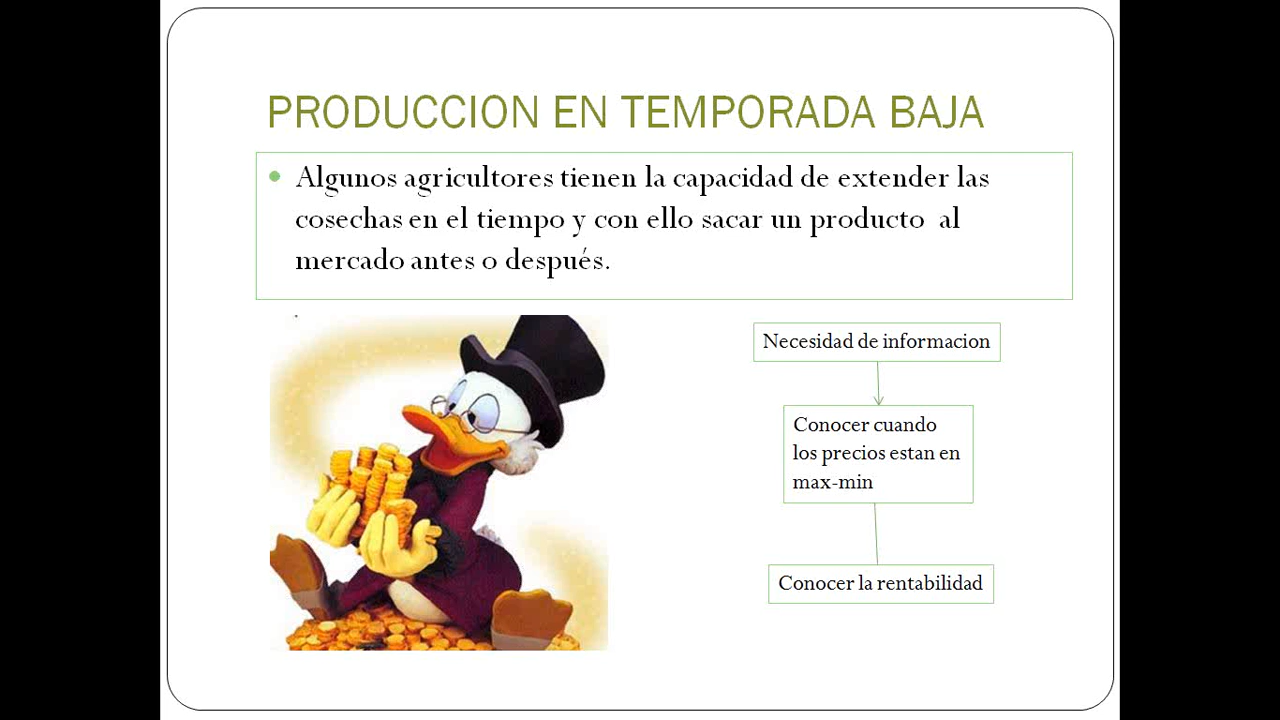 PRODUCCION EN TEMPORADA BAJA
Algunos agricultores tienen la capacidad de extender las
cosechas en el tiempo y con ello sacar un producto al
mercado antes o después.
Necesidad de informacion
Conocer cuando
los precios estan en
max-min
Conocer la rentabilidad